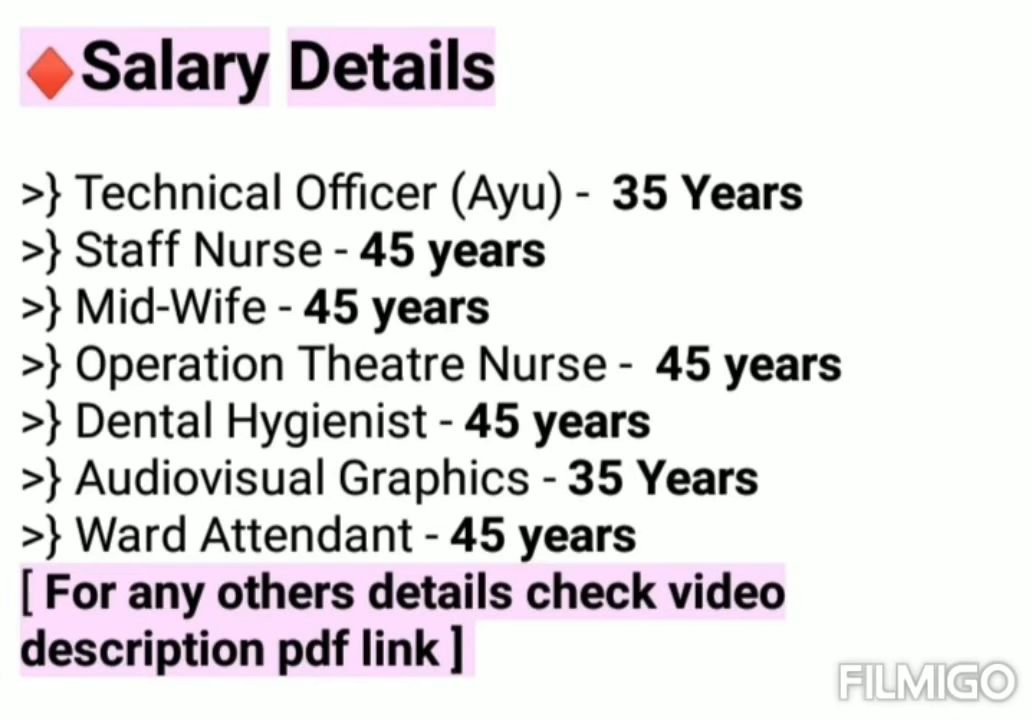 ♦️Salary Details
>} Technical Officer (Ayu) - 35 Years
>} Staff Nurse - 45 years
>} Mid-Wife - 45 years
>} Operation Theatre Nurse - 45 years
>} Dental Hygienist - 45 years
>} Audiovisual Graphics - 35 Years
>} Ward Attendant - 45 years
[ For any others details check video
description pdf link ]
FILMIGO